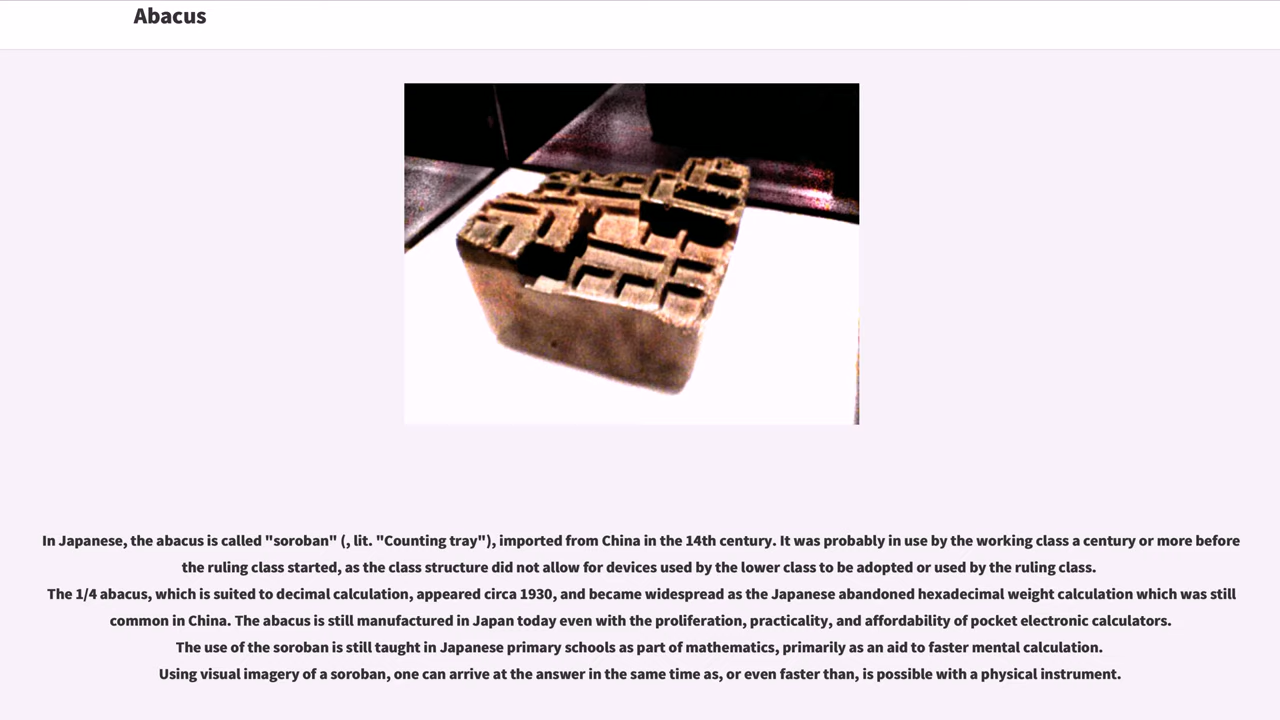 Abacus
In Japanese, the abacus is called "soroban" (, lit. "Counting tray"), imported from China in the 14th century. It was probably in use by the working class a century or more before
the ruling class started, as the class structure did not allow for devices used by the lower class to be adopted or used by the ruling class.
The 1/4 abacus, which is suited to decimal calculation, appeared circa 1930, and became widespread as the Japanese abandoned hexadecimal weight calculation which was still
common in China. The abacus is still manufactured in Japan today even with the proliferation, practicality, and affordability of pocket electronic calculators.
The use of the soroban is still taught in Japanese primary schools as part of mathematics, primarily as an aid to faster mental calculation.
Using visual imagery of a soroban, one can arrive at the answer in the same time as, or even faster than, is possible with a physical instrument.